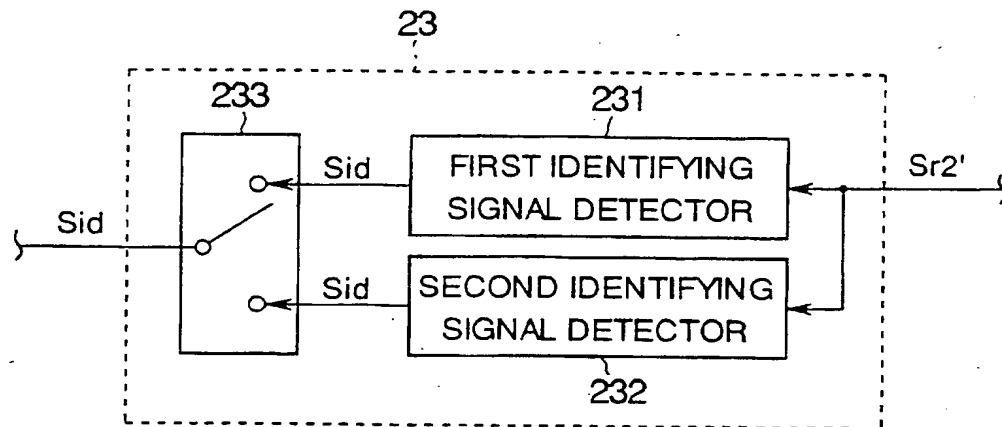 23
233
231
Sid
FIRST IDENTIFYING
SIGNAL DETECTOR
Sr2'
Sid
Sid
SECOND IDENTIFYING
SIGNAL DETECTOR
232